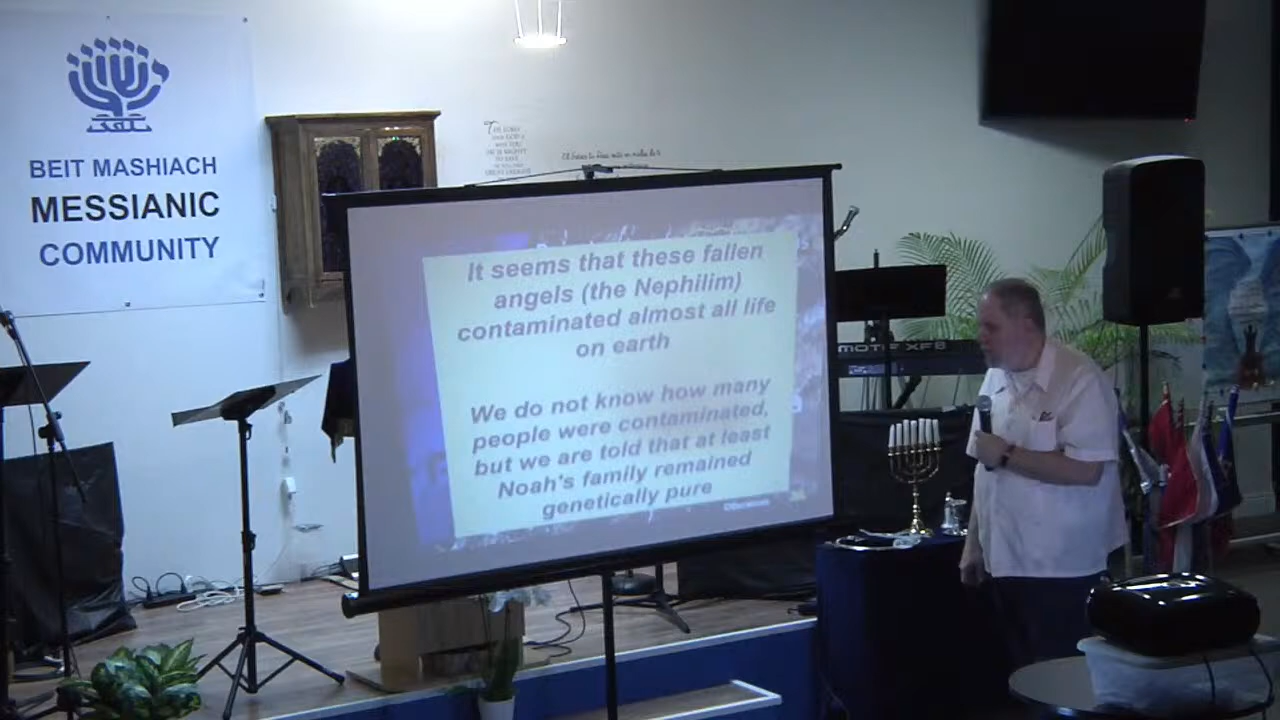 BEIT MASHIACH
MESSIANIC
COMMUNITY
It seems that these fallen
angels (the Nephilim)
contaminated almost all life
on earth
We do not know how many
people were contaminated,
but we are told that at least
Noah's family remained
genetically pure
MOTIF XF8